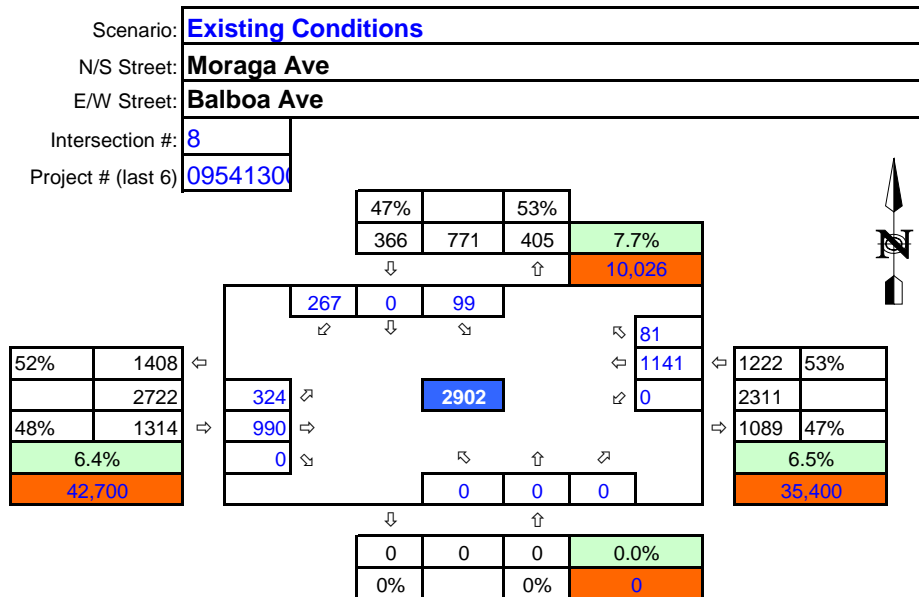 Scenario: Existing Conditions
N/S Street: Moraga Ave
E/W Street: Balboa Ave
Intersection #: 8
Project # (last 6) 09541300
47% 53%
366 771 405 7.7%
⇩ ⇧ 10,026
N
267 0 99
⬃ ⇩ ⬂
⬁ 81
52% 1408 ⇦ ⇦ 1141 ⇦ 1222 53%
2722 324 ⬀ 2902 ⬃ 0 2311
48% 1314 ⇨ 990 ⇨ ⇨ 1089 47%
6.4% 0 ⬂ ⬁ ⇧ ⬀ 6.5%
42,700 0 0 0 35,400
⇩ ⇧
0 0 0 0.0%
0% 0% 0